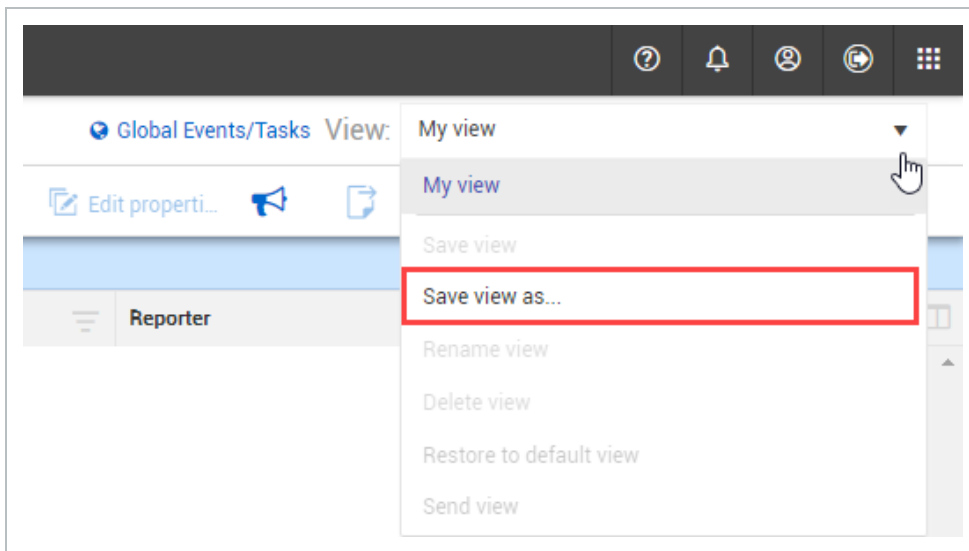 Global Events/Tasks View: My view
Edit properti...
My view
Save view
Save view as...
Reporter
Rename view
Delete view
Restore to default view
Send view